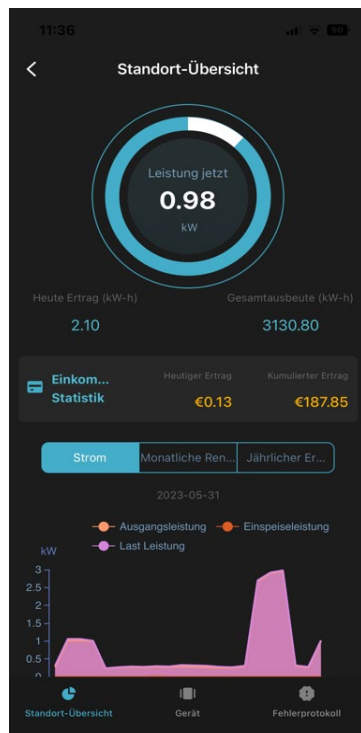 11:36
90
Standort-Übersicht
Leistung jetzt
0.98
kW
Heute Ertrag (kW-h)
Gesamtausbeute (kW-h)
2.10
3130.80
Einkom...
Statistik
Heutiger Ertrag
Kumulierter Ertrag
€0.13
€187.85
Strom
Monatliche Ren...
Jährlicher Er...
2023-05-31
Ausgangsleistung
Einspeiseleistung
Last Leistung
kW
3
2.5
2
1.5
1
0.5
0
Standort-Übersicht
Gerät
Fehlerprotokoll